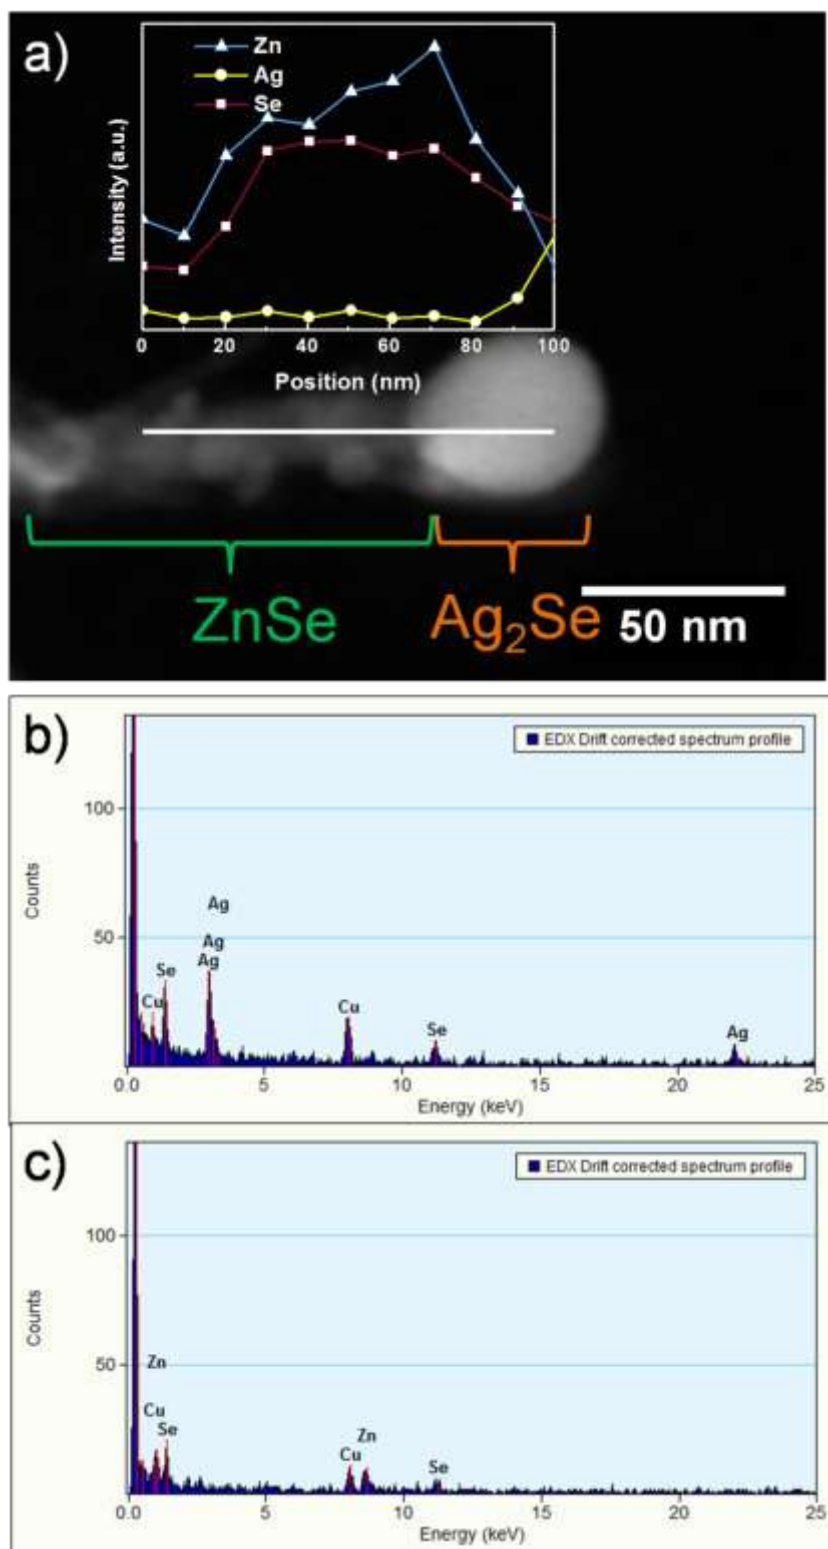 a)
Zn
Ag
Se
Intensity (a.u.)
0 20 40 60 80 100
Position (nm)
ZnSe
Ag₂Se
50 nm
b)
EDX Drift corrected spectrum profile
100
50
Counts
Ag
Ag
Ag
Se
Cu
Cu
Se
Ag
0.0 5 10 15 20 25
Energy (keV)
c)
EDX Drift corrected spectrum profile
100
50
Counts
Zn
Cu
Se
Zn
Cu
Se
0.0 5 10 15 20 25
Energy (keV)